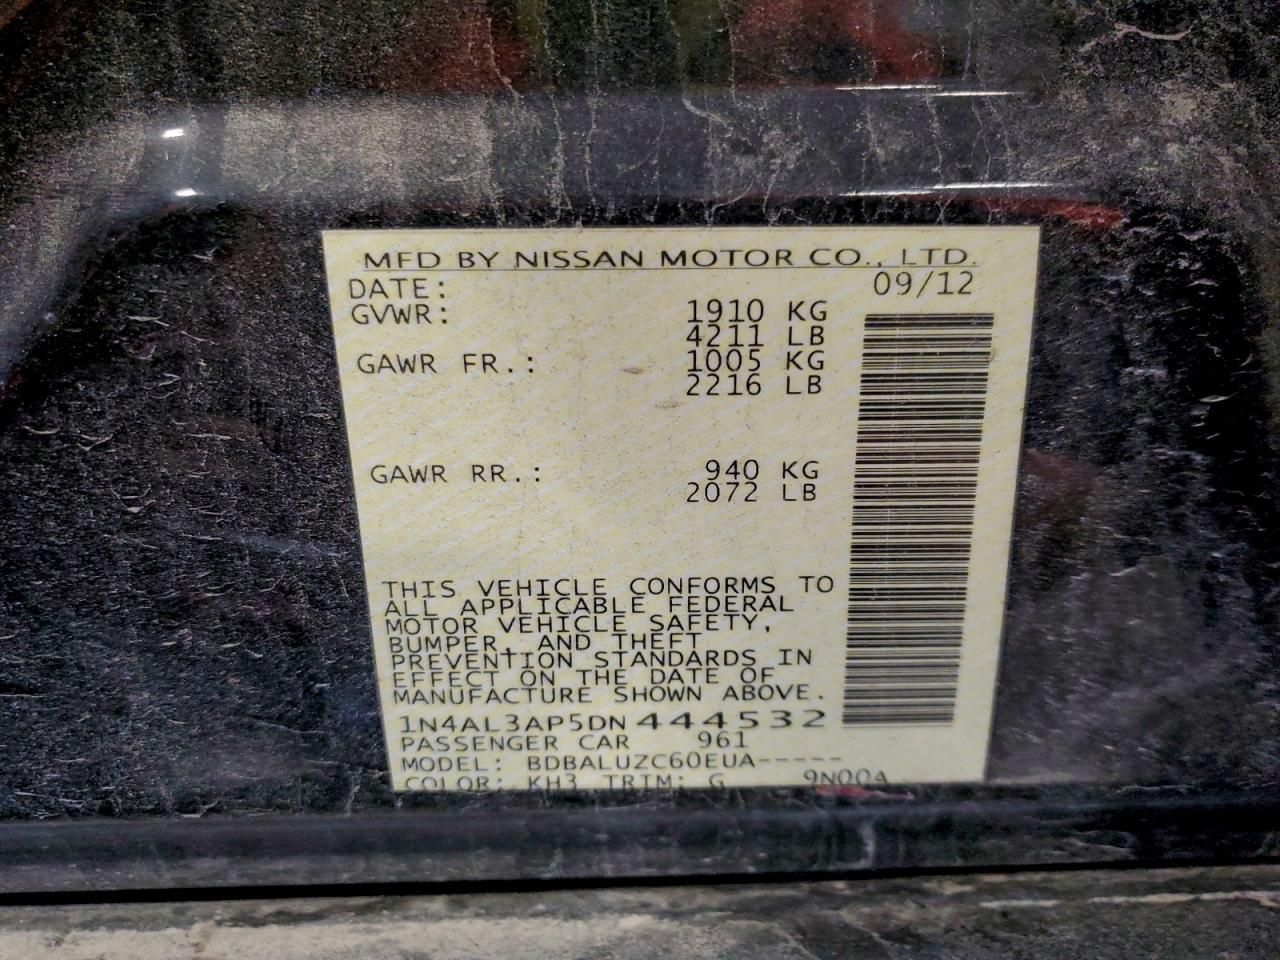 MFD BY NISSAN MOTOR CO., LTD.
DATE: 09/12
GVWR: 1910 KG
4211 LB
GAWR FR.: 1005 KG
2216 LB
GAWR RR.: 940 KG
2072 LB
THIS VEHICLE CONFORMS TO
ALL APPLICABLE FEDERAL
MOTOR VEHICLE SAFETY,
BUMPER, AND THEFT
PREVENTION STANDARDS IN
EFFECT ON THE DATE OF
MANUFACTURE SHOWN ABOVE.
1N4AL3AP5DN444532
PASSENGER CAR 961
MODEL: BDBALUZC60EUA-----
COLOR: KH3 TRIM: G 9N00A